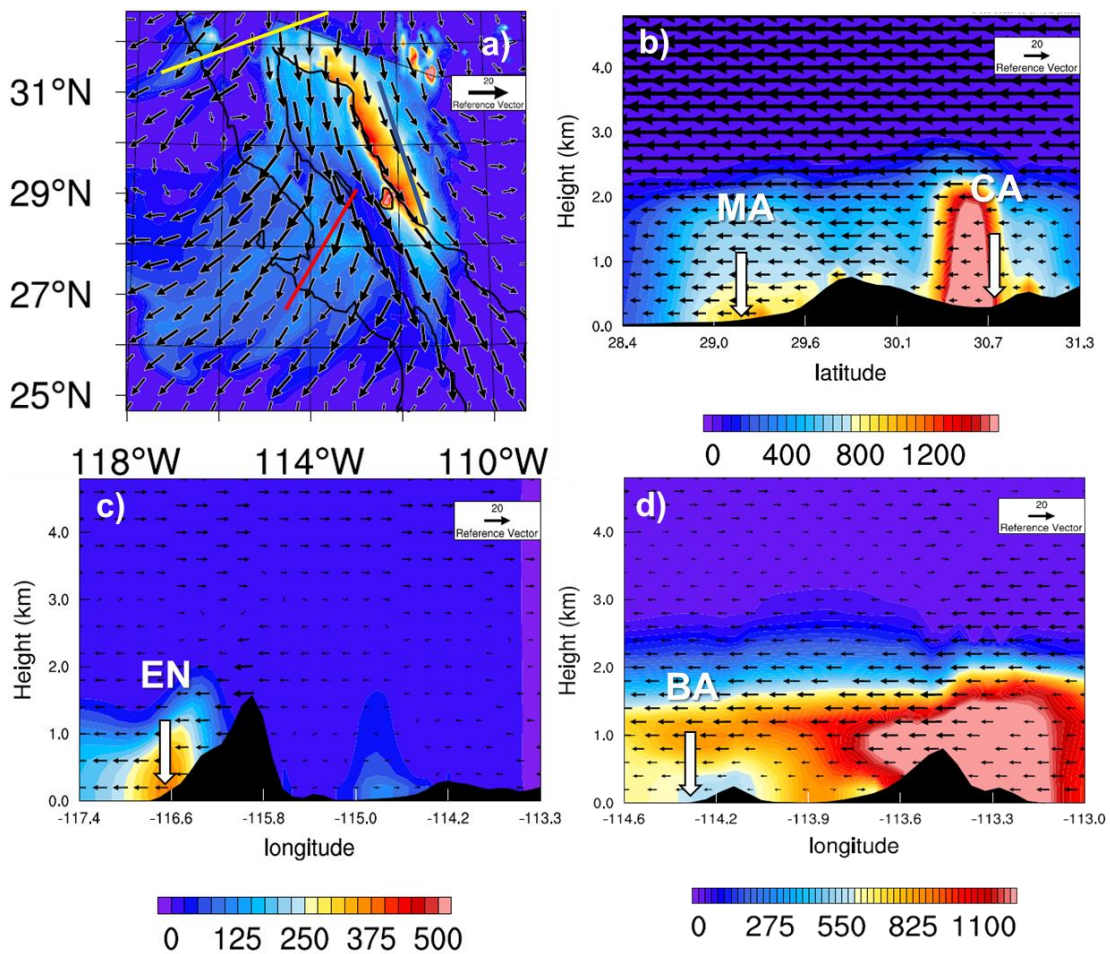 a)
20
Reference Vector
31°N
29°N
27°N
25°N
118°W 114°W 110°W
b)
20
Reference Vector
Height (km)
4.0
3.0
2.0
1.0
0.0
MA
CA
28.4 29.0 29.6 30.1 30.7 31.3
latitude
0 400 800 1200
c)
20
Reference Vector
Height (km)
4.0
3.0
2.0
1.0
0.0
EN
-117.4 -116.6 -115.8 -115.0 -114.2 -113.3
longitude
0 125 250 375 500
d)
20
Reference Vector
Height (km)
4.0
3.0
2.0
1.0
0.0
BA
-114.6 -114.2 -113.9 -113.6 -113.2 -113.0
longitude
0 275 550 825 1100